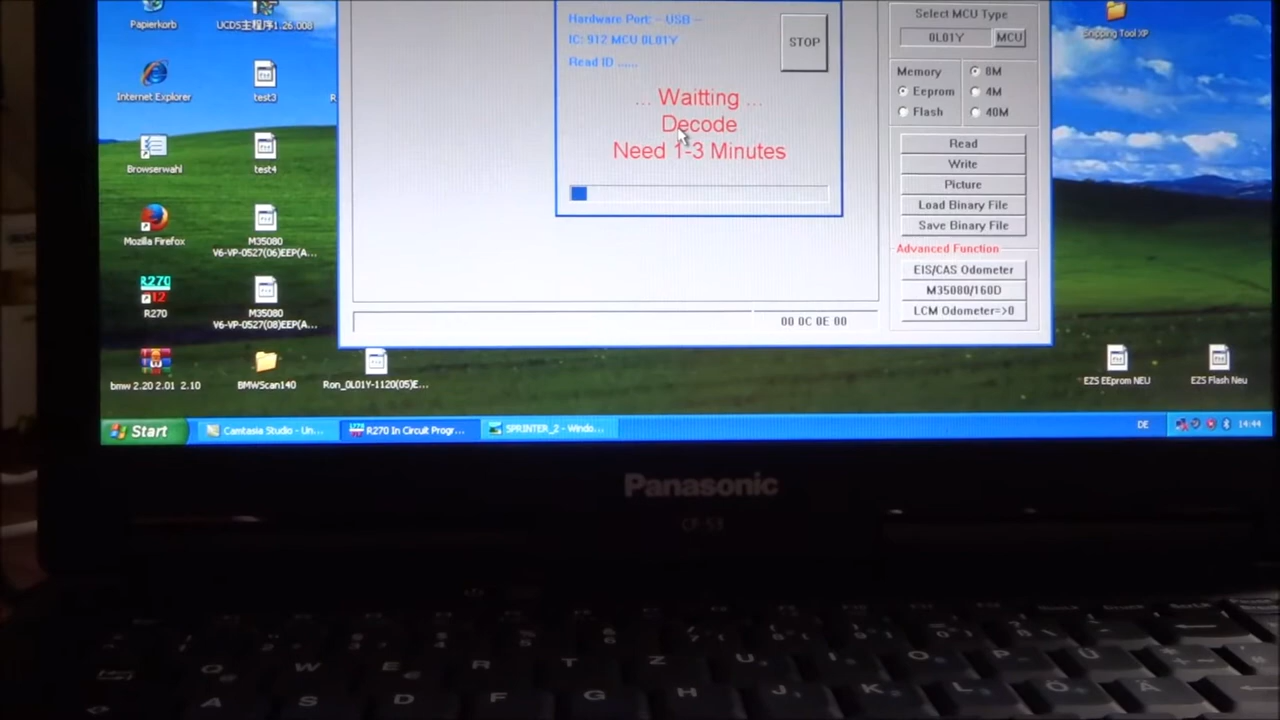 Papierkorb
UCDS主程序1.26.008
Internet Explorer
test3
Browserwahl
test4
Mozilla Firefox
M35080
V6-VP-0527(06)EEP(A...
R270
12
R270
M35080
V6-VP-0527(08)EEP(A...
bmw 2.20 2.01 2.10
BMWScan140
Ron_0L01Y-1120(05)E...
Hardware Port: -- USB --
IC: 912 MCU 0L01Y
Read ID ......
STOP
... Waitting ...
Decode
Need 1-3 Minutes
00 0C 0E 00
Select MCU Type
0L01Y
MCU
Memory
Eeprom
Flash
8M
4M
40M
Read
Write
Picture
Load Binary File
Save Binary File
Advanced Function
EIS/CAS Odometer
M35080/160D
LCM Odometer=>0
Snipping Tool XP
EZS EEprom NEU
EZS Flash Neu
Start
Camtasia Studio - Un...
R270 In Circuit Progr...
SPRINTER_2 - Windo...
DE
14:44
Panasonic
CF-53
Q W E R T Z U I O P Ü
A S D F G H J K L Ö Ä